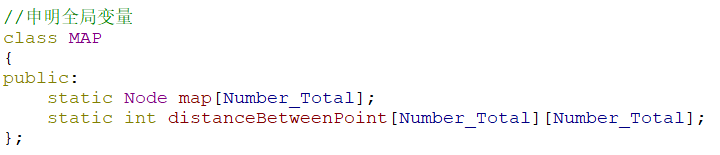 //申明全局变量
class MAP
{
public:
    static Node map[Number_Total];
    static int distanceBetweenPoint[Number_Total][Number_Total];
};